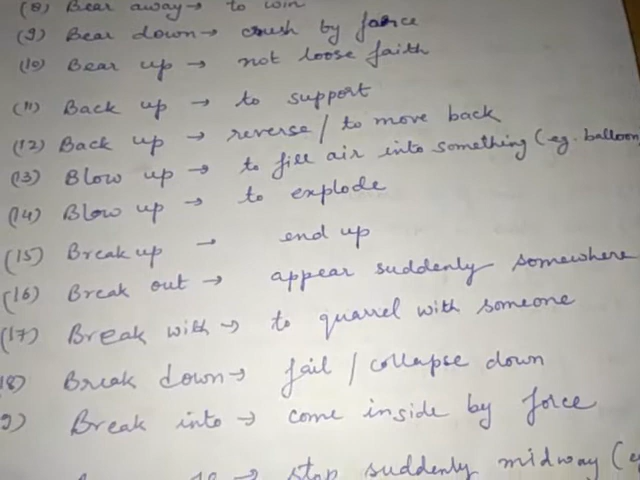 (8) Bear away → to win
(9) Bear down → crush by force
(10) Bear up → not loose faith
(11) Back up → to support
(12) Back up → reverse / to move back
(13) Blow up → to fill air into something (eg. balloon
(14) Blow up → to explode
(15) Break up → end up
(16) Break out → appear suddenly somewhere
(17) Break with → to quarrel with someone
18) Break down → fail / collapse down
9) Break into → come inside by force
→ stop suddenly midway (